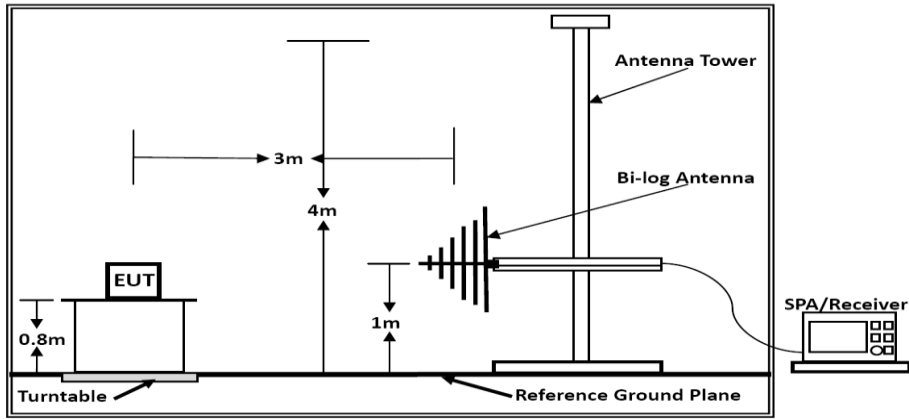 Antenna Tower
3m
Bi-log Antenna
4m
EUT
SPA/Receiver
0.8m
1m
Turntable
Reference Ground Plane